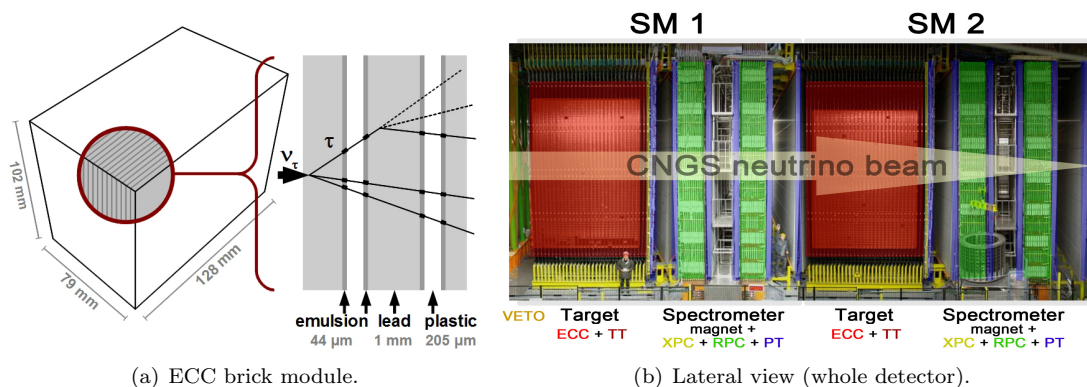 102 mm
79 mm
128 mm
ντ
τ
emulsion lead plastic
44 μm 1 mm 205 μm
(a) ECC brick module.
SM 1 SM 2
CNGS neutrino beam
VETO Target Spectrometer Target Spectrometer
ECC + TT magnet + ECC + TT magnet +
XPC + RPC + PT XPC + RPC + PT
(b) Lateral view (whole detector).